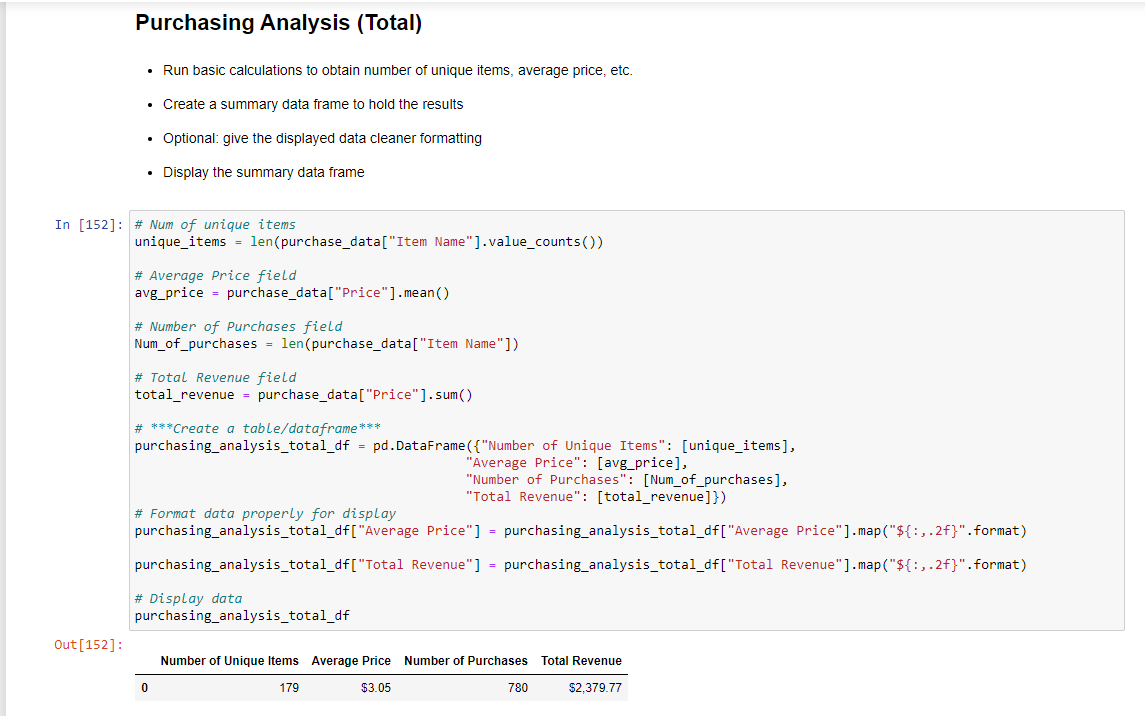 Purchasing Analysis (Total)
• Run basic calculations to obtain number of unique items, average price, etc.
• Create a summary data frame to hold the results
• Optional: give the displayed data cleaner formatting
• Display the summary data frame
In [152]: # Num of unique items
unique_items = len(purchase_data["Item Name"].value_counts())
# Average Price field
avg_price = purchase_data["Price"].mean()
# Number of Purchases field
Num_of_purchases = len(purchase_data["Item Name"])
# Total Revenue field
total_revenue = purchase_data["Price"].sum()
# ***Create a table/dataframe***
purchasing_analysis_total_df = pd.DataFrame({"Number of Unique Items": [unique_items],
"Average Price": [avg_price],
"Number of Purchases": [Num_of_purchases],
"Total Revenue": [total_revenue]})
# Format data properly for display
purchasing_analysis_total_df["Average Price"] = purchasing_analysis_total_df["Average Price"].map("${:,.2f}".format)
purchasing_analysis_total_df["Total Revenue"] = purchasing_analysis_total_df["Total Revenue"].map("${:,.2f}".format)
# Display data
purchasing_analysis_total_df
Out[152]:
Number of Unique Items Average Price Number of Purchases Total Revenue
0 179 $3.05 780 $2,379.77